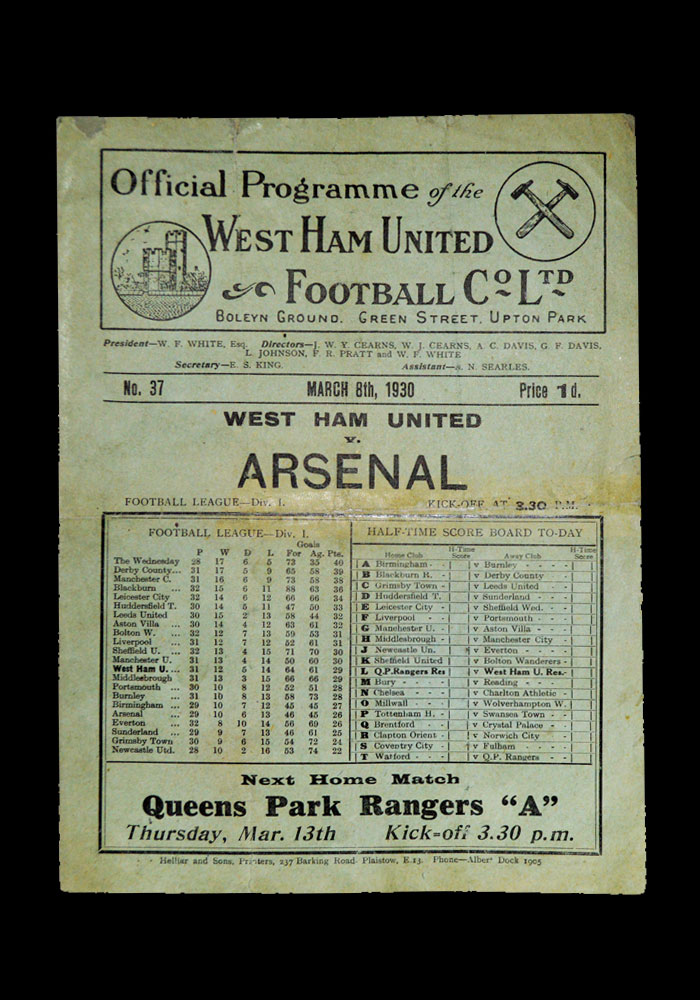 Official Programme of the
WEST HAM UNITED
FOOTBALL CO. LTD
BOLEYN GROUND. GREEN STREET, UPTON PARK
President—W. F. WHITE, Esq. Directors—J. W. Y. CEARNS, W. J. CEARNS, A. C. DAVIS, G. F. DAVIS,
L. JOHNSON, F. R. PRATT and W. F. WHITE
Secretary—E. S. KING. Assistant—A. N. SEARLES.
No. 37 MARCH 8th, 1930 Price 1d.
WEST HAM UNITED
v.
ARSENAL
FOOTBALL LEAGUE—Div. I. KICK-OFF AT 3.30 P.M.
FOOTBALL LEAGUE—Div. I.
Goals
P W D L For Ag. Pts.
The Wednesday 28 17 6 5 73 35 40
Derby County... 31 17 5 9 65 58 39
Manchester C. 31 16 6 9 73 58 38
Blackburn ... 32 15 6 11 88 63 36
Leicester City 32 14 6 12 66 66 34
Huddersfield T. 30 14 5 11 47 50 33
Leeds United 30 15 2 13 58 44 32
Aston Villa ... 30 14 4 12 63 61 32
Bolton W. ... 32 12 7 13 59 53 31
Liverpool ... 31 12 7 12 52 61 31
Sheffield U. ... 32 13 4 15 71 70 30
Manchester U. 31 13 4 14 50 60 30
West Ham U.... 31 12 5 14 64 61 29
Middlesbrough 31 13 3 15 66 66 29
Portsmouth ... 30 10 8 12 52 51 28
Burnley ... 31 10 8 13 58 73 28
Birmingham ... 29 10 7 12 45 45 27
Arsenal ... 29 10 6 13 46 45 26
Everton ... 32 8 10 14 56 69 26
Sunderland ... 29 9 7 13 46 61 25
Grimsby Town 30 9 6 15 54 72 24
Newcastle Utd. 28 10 2 16 53 74 22
HALF-TIME SCORE BOARD TO-DAY
Home Club H-Time Score Away Club H-Time Score
A Birmingham - v Burnley - - - -
B Blackburn R. - v Derby County
C Grimsby Town - v Leeds United
D Huddersfield T. v Sunderland - - -
E Leicester City - v Sheffield Wed. - -
F Liverpool - - v Portsmouth - - -
G Manchester U. v Aston Villa - -
H Middlesbrough - v Manchester City -
J Newcastle Un. v Everton - - -
K Sheffield United v Bolton Wanderers -
L Q.P.Rangers Res v West Ham U. Res.-
M Bury - - - - v Reading - - -
N Chelsea - - - v Charlton Athletic -
O Millwall - - v Wolverhampton W.
P Tottenham H. - v Swansea Town - -
Q Brentford - - v Crystal Palace - -
R Clapton Orient - v Norwich City
S Coventry City - v Fulham - - -
T Watford - - v Q.P. Rangers - -
Next Home Match
Queens Park Rangers "A"
Thursday, Mar. 13th Kick-off 3.30 p.m.
Helliar and Sons, Printers, 237 Barking Road Plaistow, E.13. Phone—Albert Dock 1905